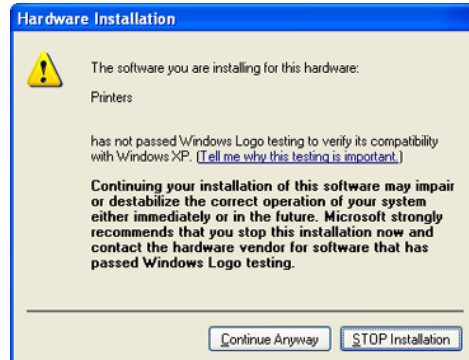 Hardware Installation
The software you are installing for this hardware:
Printers
has not passed Windows Logo testing to verify its compatibility
with Windows XP. (Tell me why this testing is important.)
Continuing your installation of this software may impair
or destabilize the correct operation of your system
either immediately or in the future. Microsoft strongly
recommends that you stop this installation now and
contact the hardware vendor for software that has
passed Windows Logo testing.
Continue Anyway STOP Installation